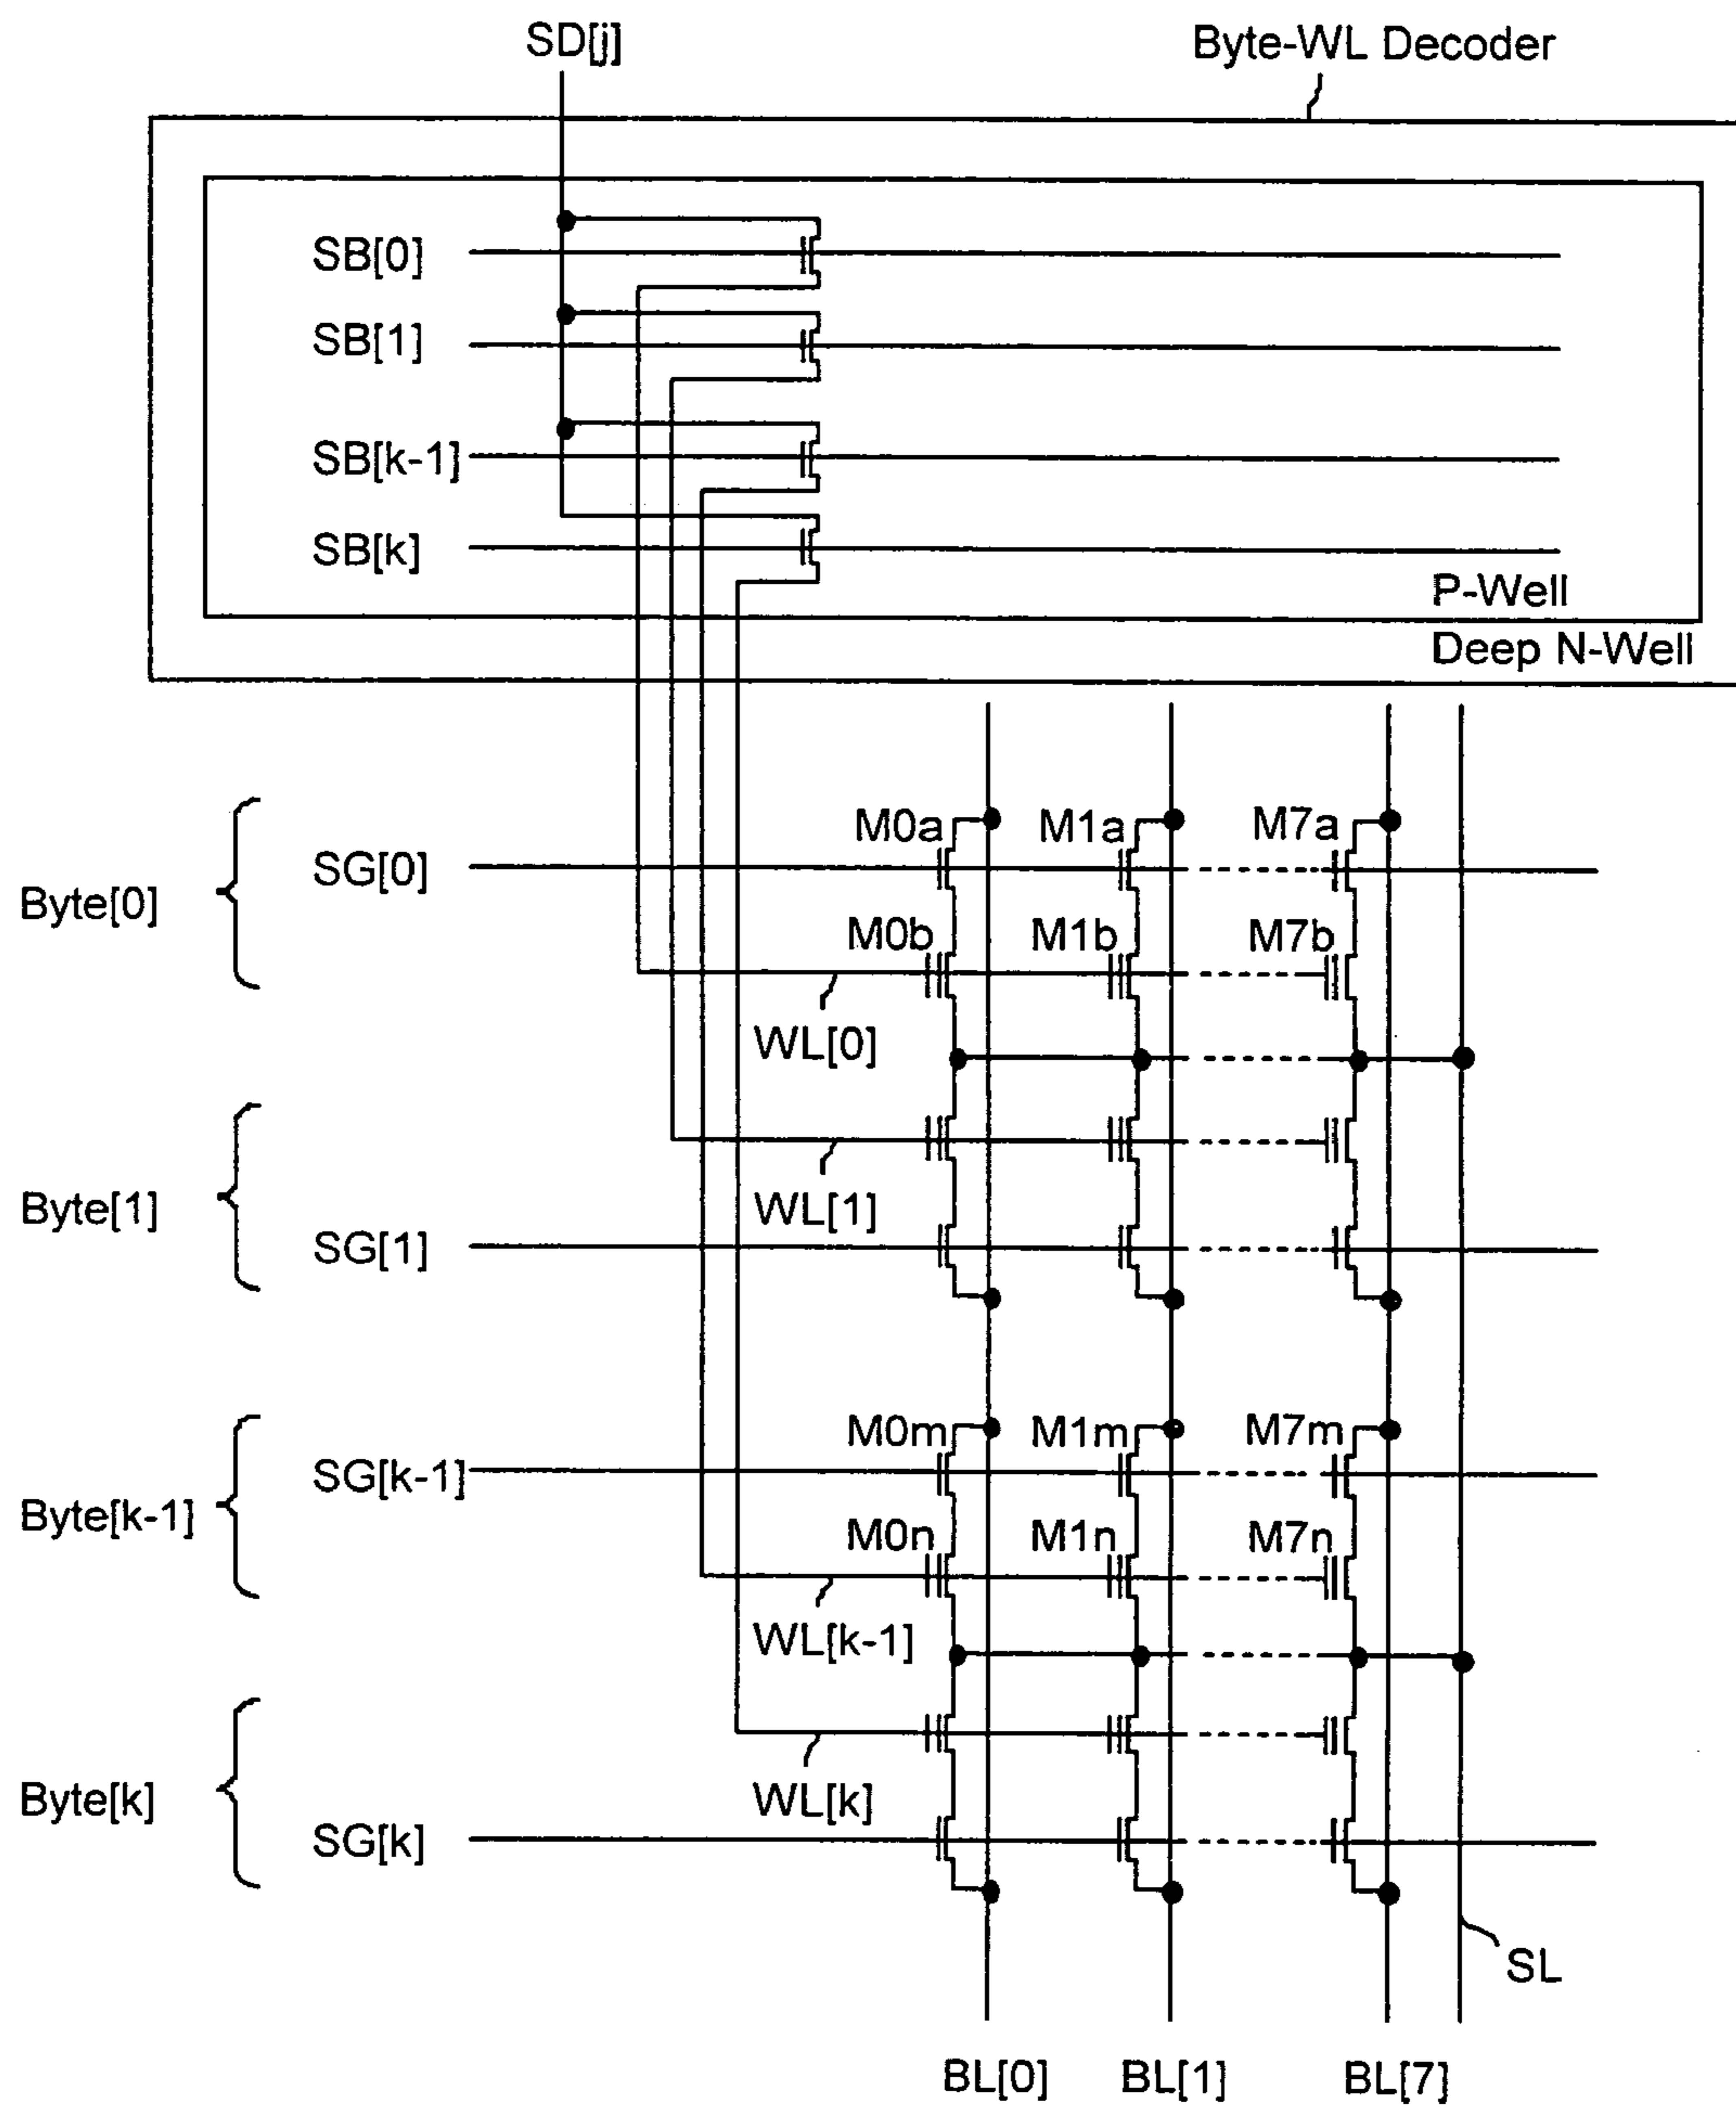 SD[j]
Byte-WL Decoder
SB[0]
SB[1]
SB[k-1]
SB[k]
P-Well
Deep N-Well
M0a
M1a
M7a
SG[0]
Byte[0]
M0b
M1b
M7b
WL[0]
Byte[1]
WL[1]
SG[1]
M0m
M1m
M7m
SG[k-1]
Byte[k-1]
M0n
M1n
M7n
WL[k-1]
Byte[k]
WL[k]
SG[k]
SL
BL[0]
BL[1]
BL[7]